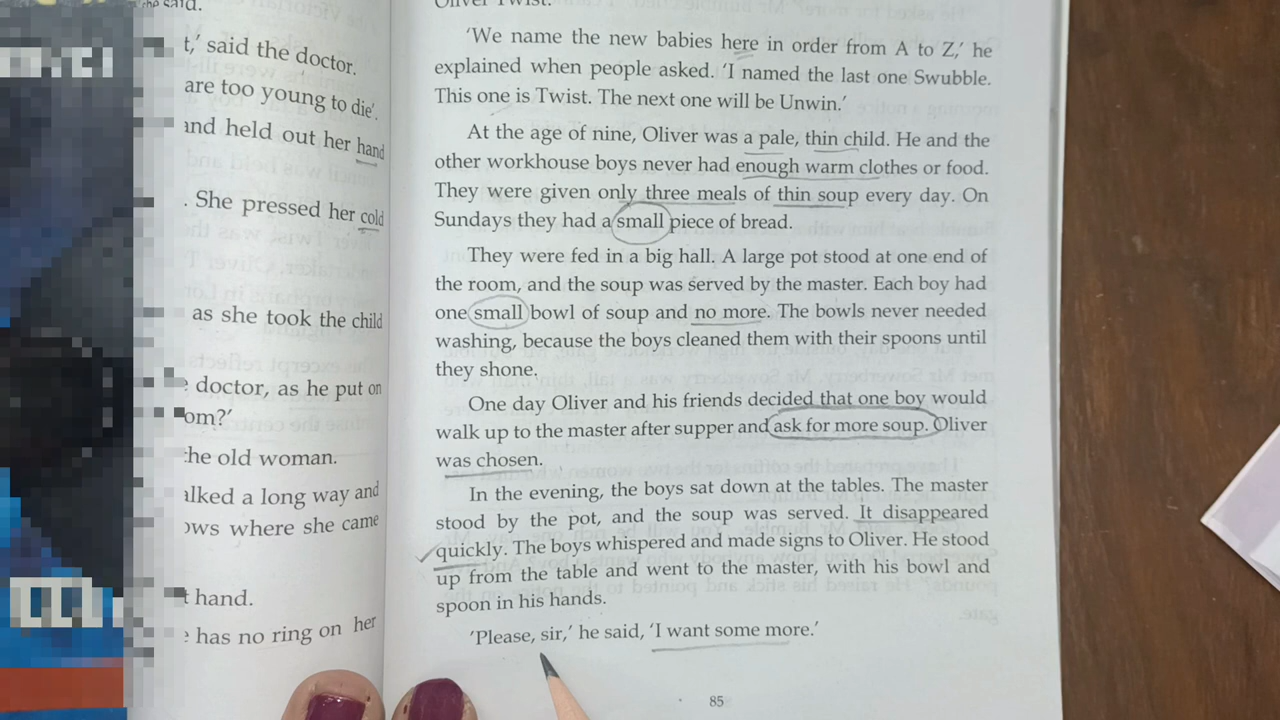 said.
t,' said the doctor.
are too young to die'.
and held out her hand
. She pressed her cold
as she took the child
doctor, as he put on
om?'
the old woman.
alked a long way and
ows where she came
t hand.
has no ring on her
Oliver Twist.
'We name the new babies here in order from A to Z,' he
explained when people asked. 'I named the last one Swubble.
This one is Twist. The next one will be Unwin.'
At the age of nine, Oliver was a pale, thin child. He and the
other workhouse boys never had enough warm clothes or food.
They were given only three meals of thin soup every day. On
Sundays they had a small piece of bread.
They were fed in a big hall. A large pot stood at one end of
the room, and the soup was served by the master. Each boy had
one small bowl of soup and no more. The bowls never needed
washing, because the boys cleaned them with their spoons until
they shone.
One day Oliver and his friends decided that one boy would
walk up to the master after supper and ask for more soup. Oliver
was chosen.
In the evening, the boys sat down at the tables. The master
stood by the pot, and the soup was served. It disappeared
quickly. The boys whispered and made signs to Oliver. He stood
up from the table and went to the master, with his bowl and
spoon in his hands.
'Please, sir,' he said, 'I want some more.'
85